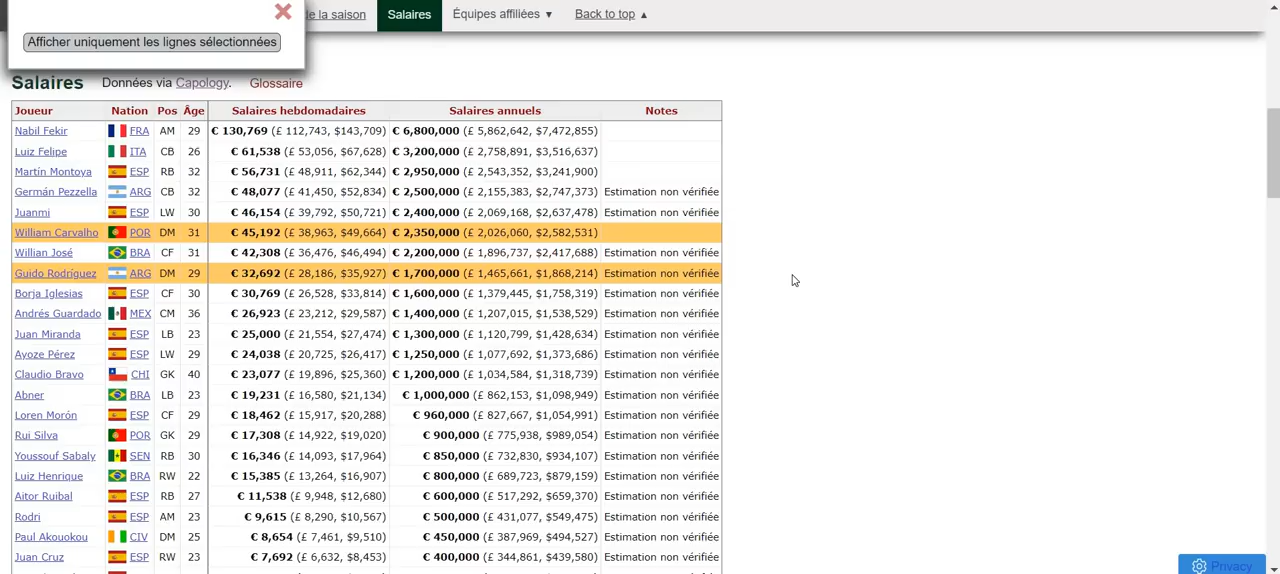 de la saison Salaires Équipes affiliées ▼ Back to top ▲
Afficher uniquement les lignes sélectionnées
Salaires Données via Capology. Glossaire
Joueur Nation Pos Âge Salaires hebdomadaires Salaires annuels Notes
Nabil Fekir FRA AM 29 € 130,769 (£ 112,743, $143,709) € 6,800,000 (£ 5,862,642, $7,472,855)
Luiz Felipe ITA CB 26 € 61,538 (£ 53,056, $67,628) € 3,200,000 (£ 2,758,891, $3,516,637)
Martín Montoya ESP RB 32 € 56,731 (£ 48,911, $62,344) € 2,950,000 (£ 2,543,352, $3,241,900)
Germán Pezzella ARG CB 32 € 48,077 (£ 41,450, $52,834) € 2,500,000 (£ 2,155,383, $2,747,373) Estimation non vérifiée
Juanmi ESP LW 30 € 46,154 (£ 39,792, $50,721) € 2,400,000 (£ 2,069,168, $2,637,478) Estimation non vérifiée
William Carvalho POR DM 31 € 45,192 (£ 38,963, $49,664) € 2,350,000 (£ 2,026,060, $2,582,531)
Willian José BRA CF 31 € 42,308 (£ 36,476, $46,494) € 2,200,000 (£ 1,896,737, $2,417,688) Estimation non vérifiée
Guido Rodríguez ARG DM 29 € 32,692 (£ 28,186, $35,927) € 1,700,000 (£ 1,465,661, $1,868,214) Estimation non vérifiée
Borja Iglesias ESP CF 30 € 30,769 (£ 26,528, $33,814) € 1,600,000 (£ 1,379,445, $1,758,319) Estimation non vérifiée
Andrés Guardado MEX CM 36 € 26,923 (£ 23,212, $29,587) € 1,400,000 (£ 1,207,015, $1,538,529) Estimation non vérifiée
Juan Miranda ESP LB 23 € 25,000 (£ 21,554, $27,474) € 1,300,000 (£ 1,120,799, $1,428,634) Estimation non vérifiée
Ayoze Pérez ESP LW 29 € 24,038 (£ 20,725, $26,417) € 1,250,000 (£ 1,077,692, $1,373,686) Estimation non vérifiée
Claudio Bravo CHI GK 40 € 23,077 (£ 19,896, $25,360) € 1,200,000 (£ 1,034,584, $1,318,739) Estimation non vérifiée
Abner BRA LB 23 € 19,231 (£ 16,580, $21,134) € 1,000,000 (£ 862,153, $1,098,949) Estimation non vérifiée
Loren Morón ESP CF 29 € 18,462 (£ 15,917, $20,288) € 960,000 (£ 827,667, $1,054,991) Estimation non vérifiée
Rui Silva POR GK 29 € 17,308 (£ 14,922, $19,020) € 900,000 (£ 775,938, $989,054) Estimation non vérifiée
Youssouf Sabaly SEN RB 30 € 16,346 (£ 14,093, $17,964) € 850,000 (£ 732,830, $934,107) Estimation non vérifiée
Luiz Henrique BRA RW 22 € 15,385 (£ 13,264, $16,907) € 800,000 (£ 689,723, $879,159) Estimation non vérifiée
Aitor Ruibal ESP RB 27 € 11,538 (£ 9,948, $12,680) € 600,000 (£ 517,292, $659,370) Estimation non vérifiée
Rodri ESP AM 23 € 9,615 (£ 8,290, $10,567) € 500,000 (£ 431,077, $549,475) Estimation non vérifiée
Paul Akouokou CIV DM 25 € 8,654 (£ 7,461, $9,510) € 450,000 (£ 387,969, $494,527) Estimation non vérifiée
Juan Cruz ESP RW 23 € 7,692 (£ 6,632, $8,453) € 400,000 (£ 344,861, $439,580) Estimation non vérifiée
Privacy